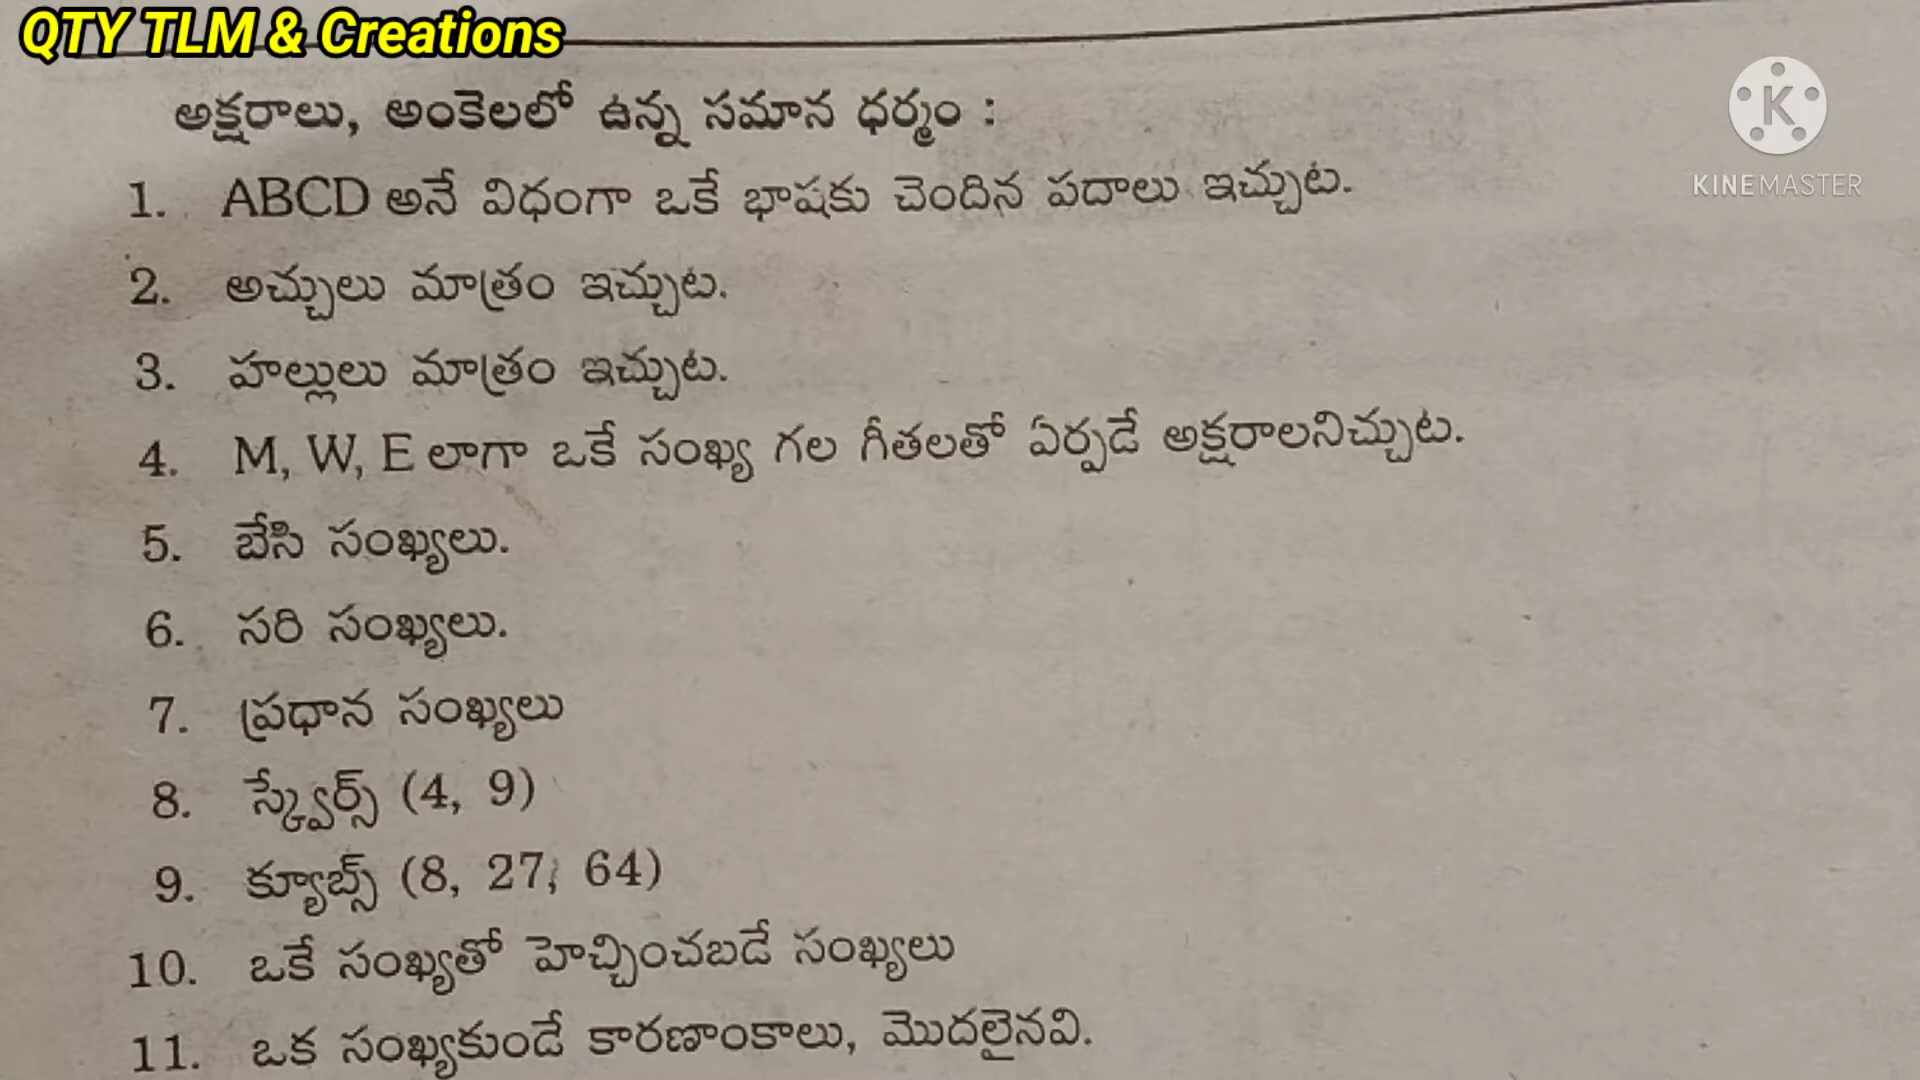 QTY TLM & Creations
అక్షరాలు, అంకెలలో ఉన్న సమాన ధర్మం :
K
KINEMASTER
1. ABCD అనే విధంగా ఒకే భాషకు చెందిన పదాలు ఇచ్చుట.
2. అచ్చులు మాత్రం ఇచ్చుట.
3. హల్లులు మాత్రం ఇచ్చుట.
4. M, W, E లాగా ఒకే సంఖ్య గల గీతలతో ఏర్పడే అక్షరాలనిచ్చుట.
5. బేసి సంఖ్యలు.
6. సరి సంఖ్యలు.
7. ప్రధాన సంఖ్యలు
8. స్క్వేర్స్ (4, 9)
9. క్యూబ్స్ (8, 27, 64)
10. ఒకే సంఖ్యతో హెచ్చించబడే సంఖ్యలు
11. ఒక సంఖ్యకుండే కారణాంకాలు, మొదలైనవి.